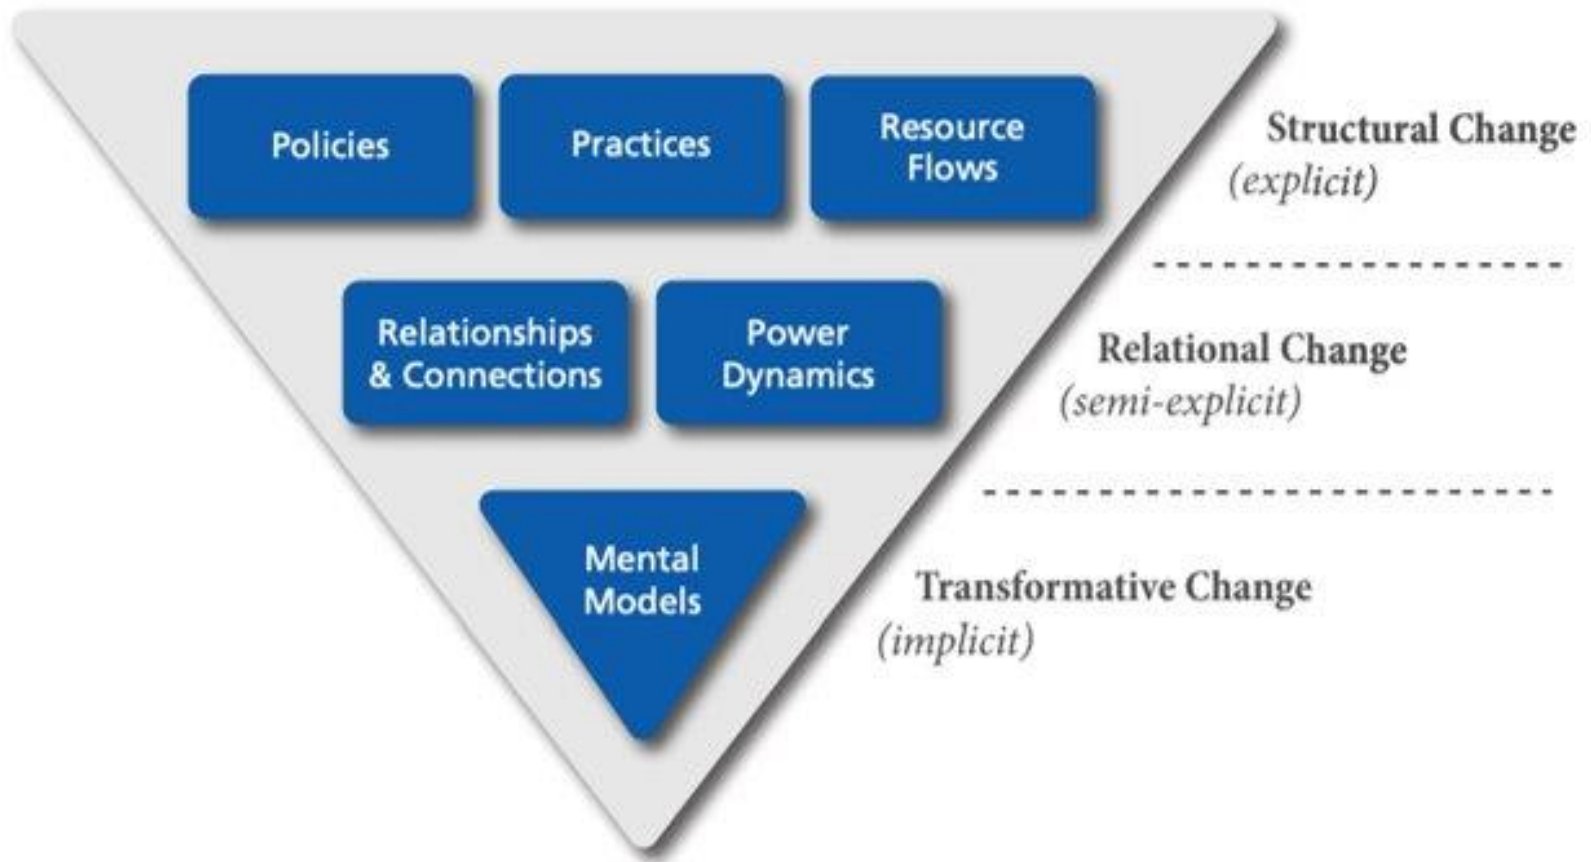 Policies
Practices
Resource
Flows
Structural Change
(explicit)
Relationships
& Connections
Power
Dynamics
Relational Change
(semi-explicit)
Mental
Models
Transformative Change
(implicit)